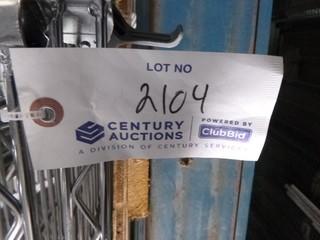 LOT NO
2104
CENTURY AUCTIONS
POWERED BY
ClubBid
A DIVISION OF CENTURY SERVICES